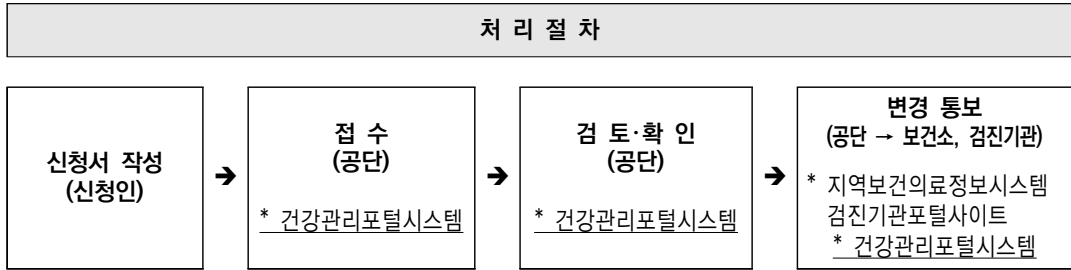 처 리 절 차
신청서 작성
(신청인)
➔
접 수
(공단)
* 건강관리포털시스템
➔
검 토·확 인
(공단)
* 건강관리포털시스템
➔
변경 통보
(공단 → 보건소, 검진기관)
* 지역보건의료정보시스템
검진기관포털사이트
* 건강관리포털시스템